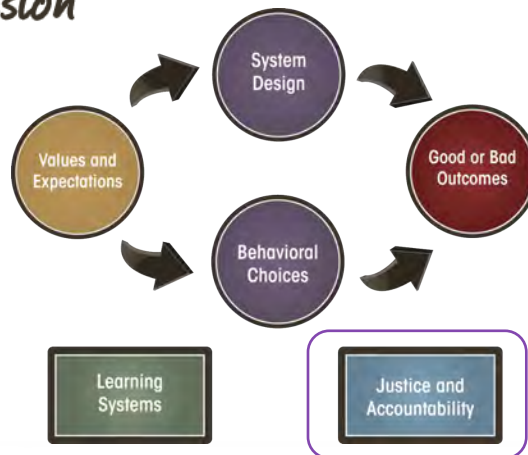 System
Design
Values and
Expectations
Good or Bad
Outcomes
Behavioral
Choices
Learning
Systems
Justice and
Accountability